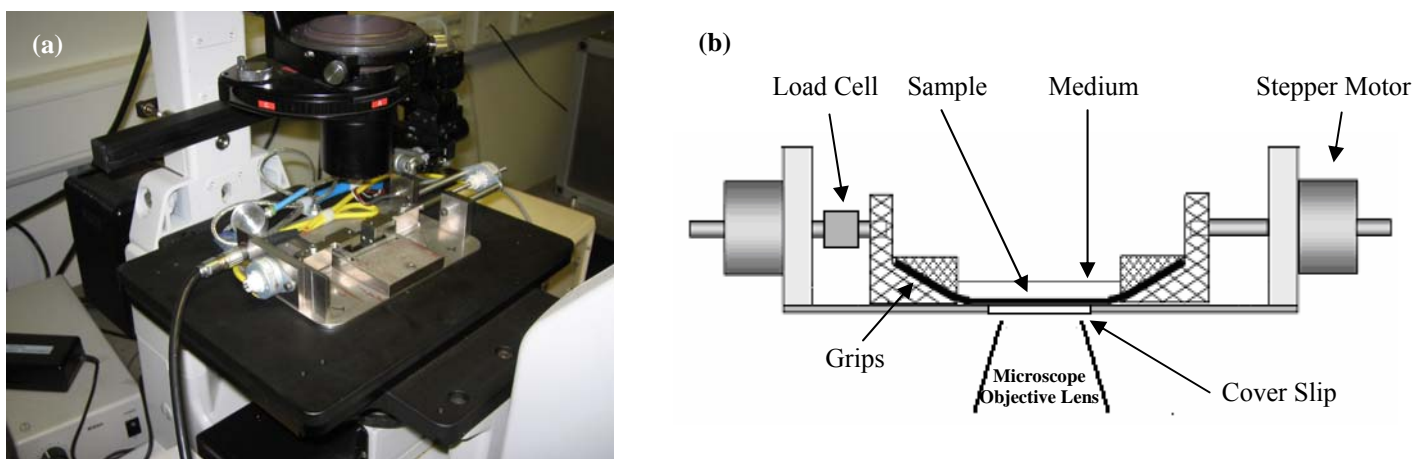 (a)
(b)
Load Cell
Sample
Medium
Stepper Motor
Grips
Microscope
Objective Lens
Cover Slip